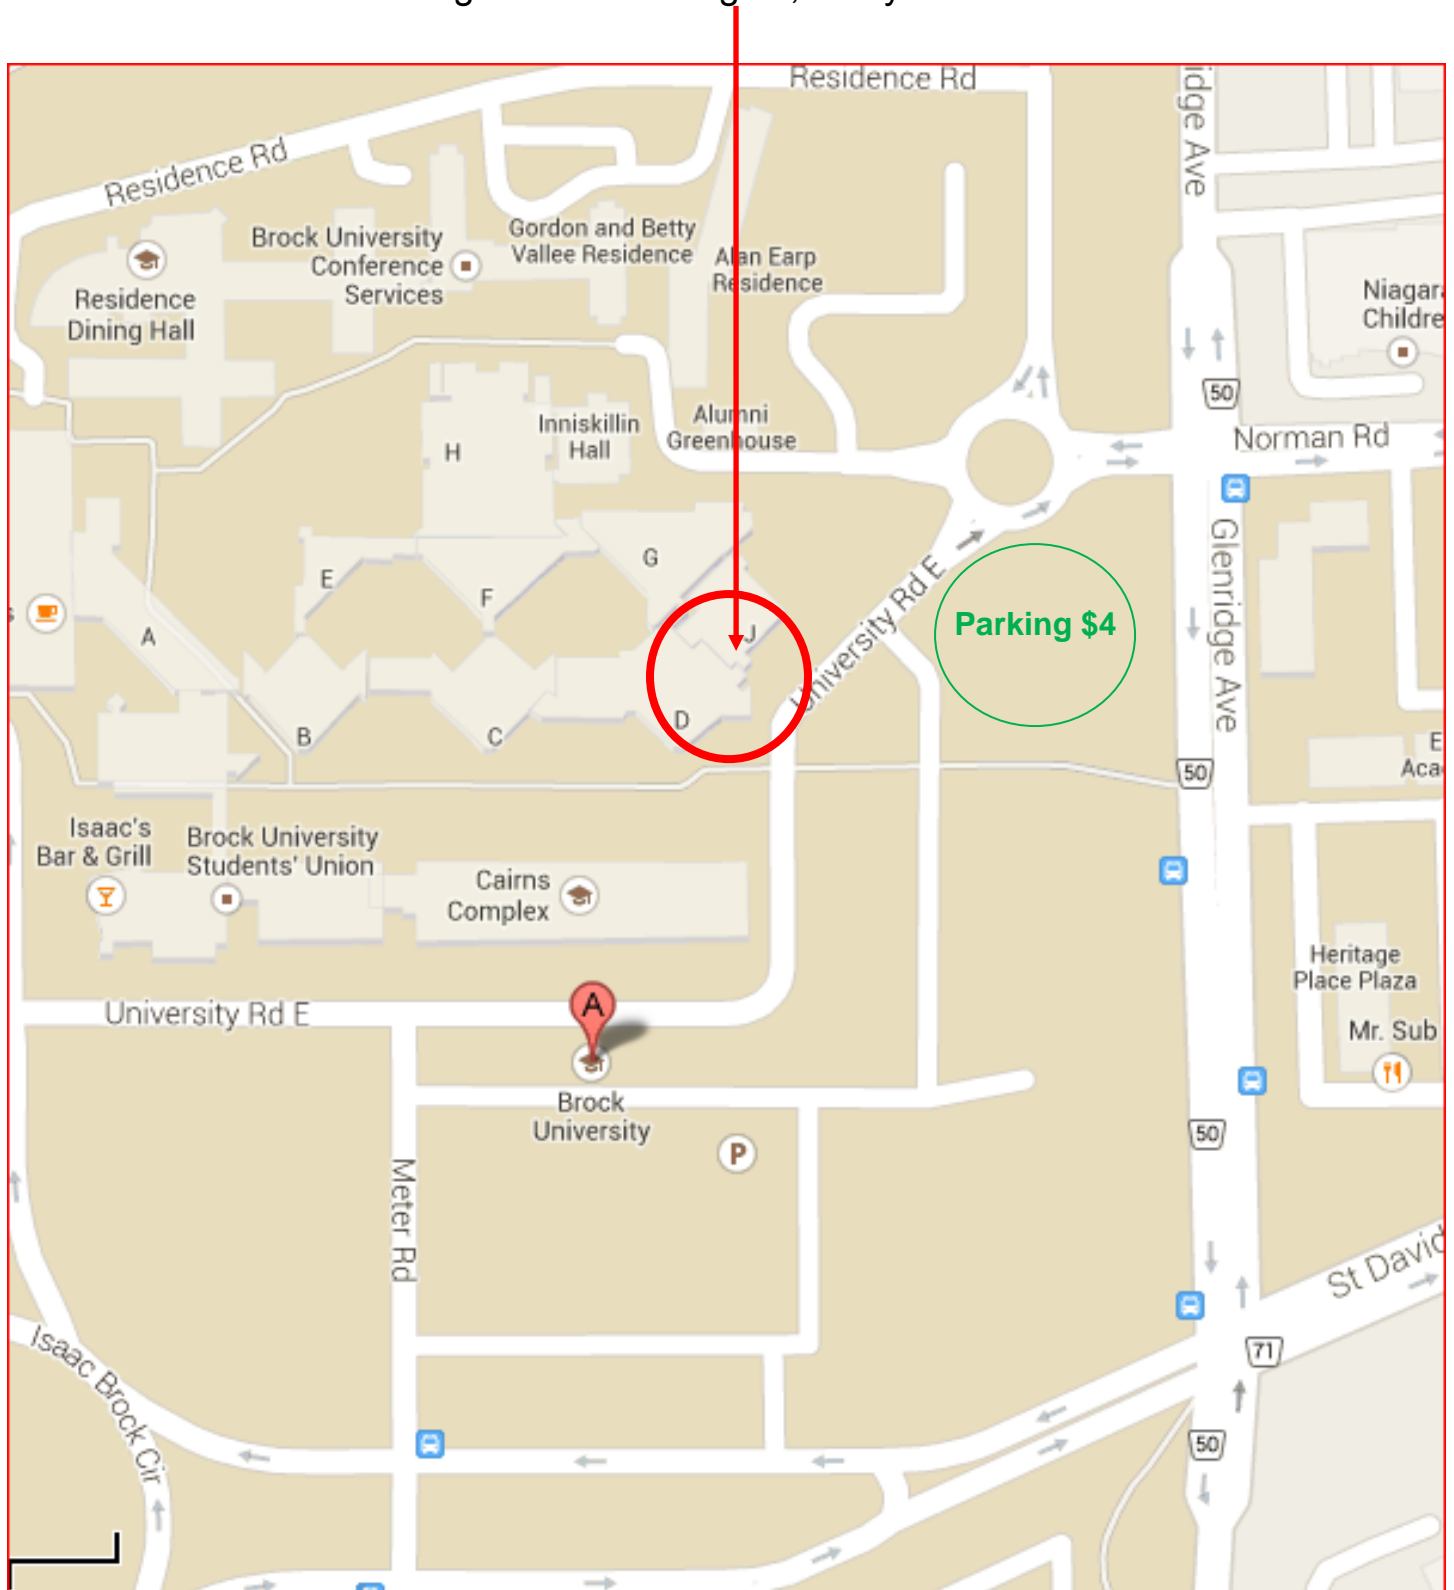 Residence Rd
idge Ave
Residence Rd
Brock University
Conference
Services
Gordon and Betty
Vallee Residence
Alan Earp
Residence
Residence
Dining Hall
Niagar
Childre
50
Norman Rd
Inniskillin
Hall
Alumni
Greenhouse
H
G
E
F
A
J
D
B
C
University Rd E
Parking $4
Glenridge Ave
50
E
Aca
Isaac's
Bar & Grill
Brock University
Students' Union
Cairns
Complex
Heritage
Place Plaza
Mr. Sub
University Rd E
A
Brock
University
P
50
Meter Rd
St David
71
Isaac Brock Cir
50